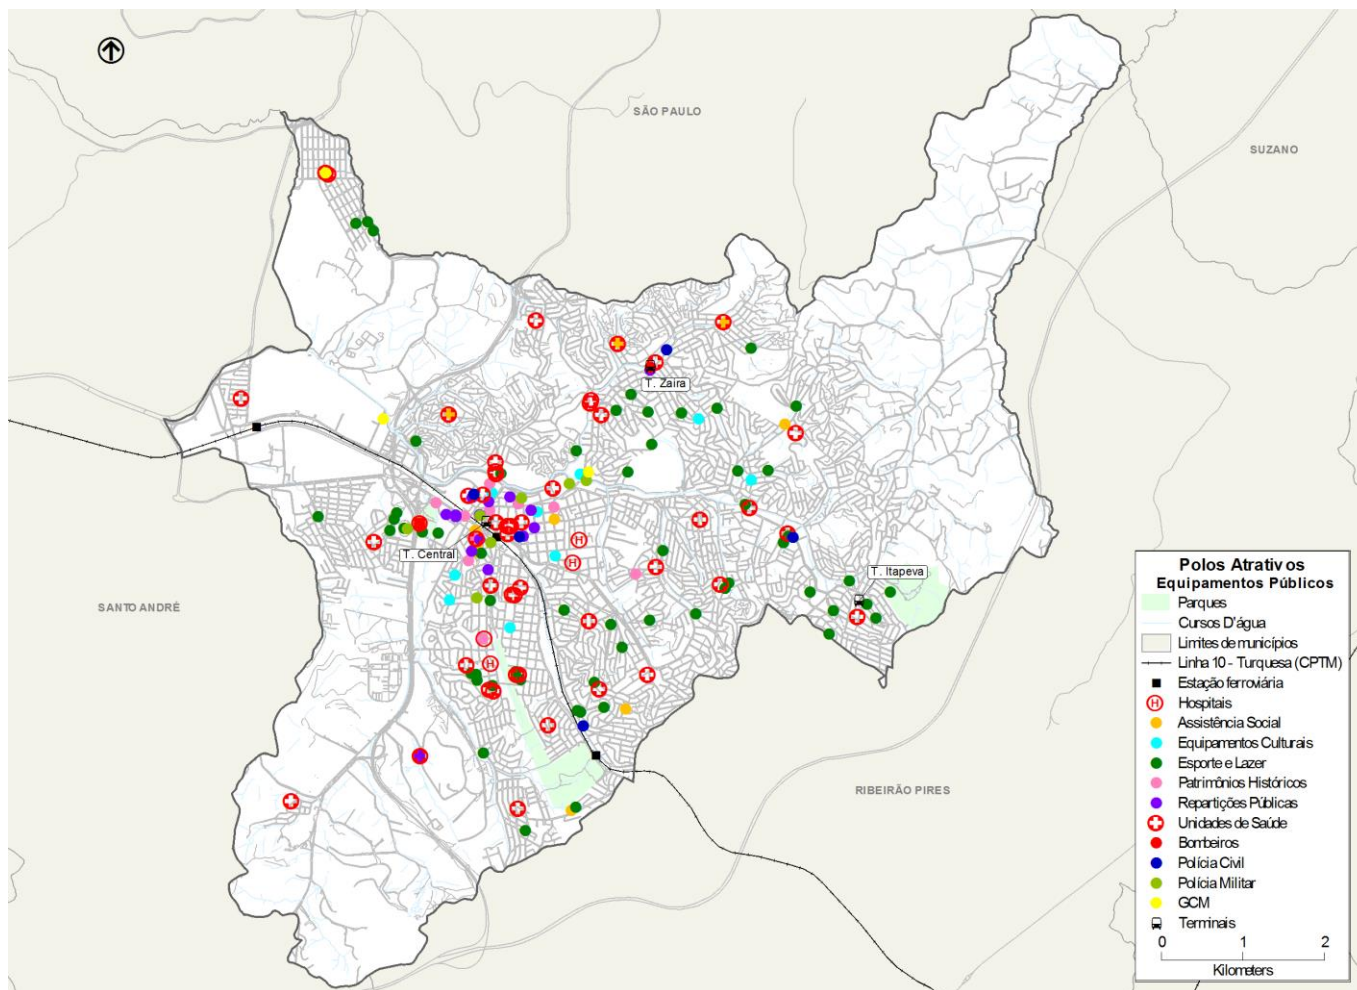 SÃO PAULO
SUZANO
T. Zaíra
T. Central
T. Itapeva
SANTO ANDRÉ
RIBEIRÃO PIRES
Polos Atrativos
Equipamentos Públicos
Parques
Cursos D'água
Limites de municípios
Linha 10 - Turquesa (CPTM)
Estação ferroviária
H Hospitais
Assistência Social
Equipamentos Culturais
Esporte e Lazer
Patrimônios Históricos
Repartições Públicas
Unidades de Saúde
Bombeiros
Polícia Civil
Polícia Militar
GCM
Terminais
0 1 2
Kilometers
H
H
H